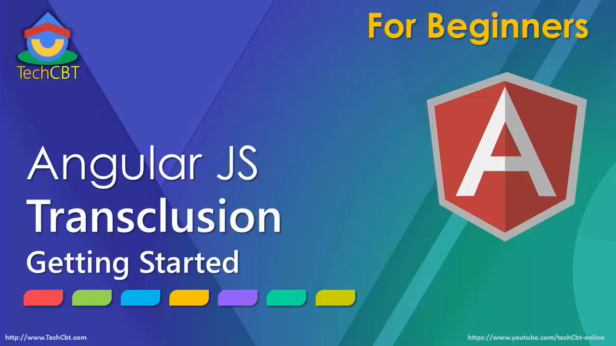 For Beginners
TechCBT
Angular JS
Transclusion
Getting Started
http://www.TechCbt.com
https://www.youtube.com/techCbt-online